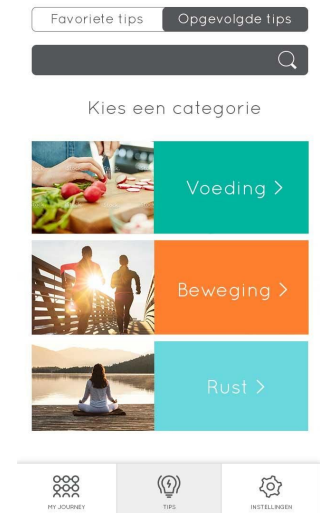 Favoriete tips Opgevolgde tips
Kies een categorie
Voeding
Beweging
Rust
MY JOURNEY TIPS INSTELLINGEN